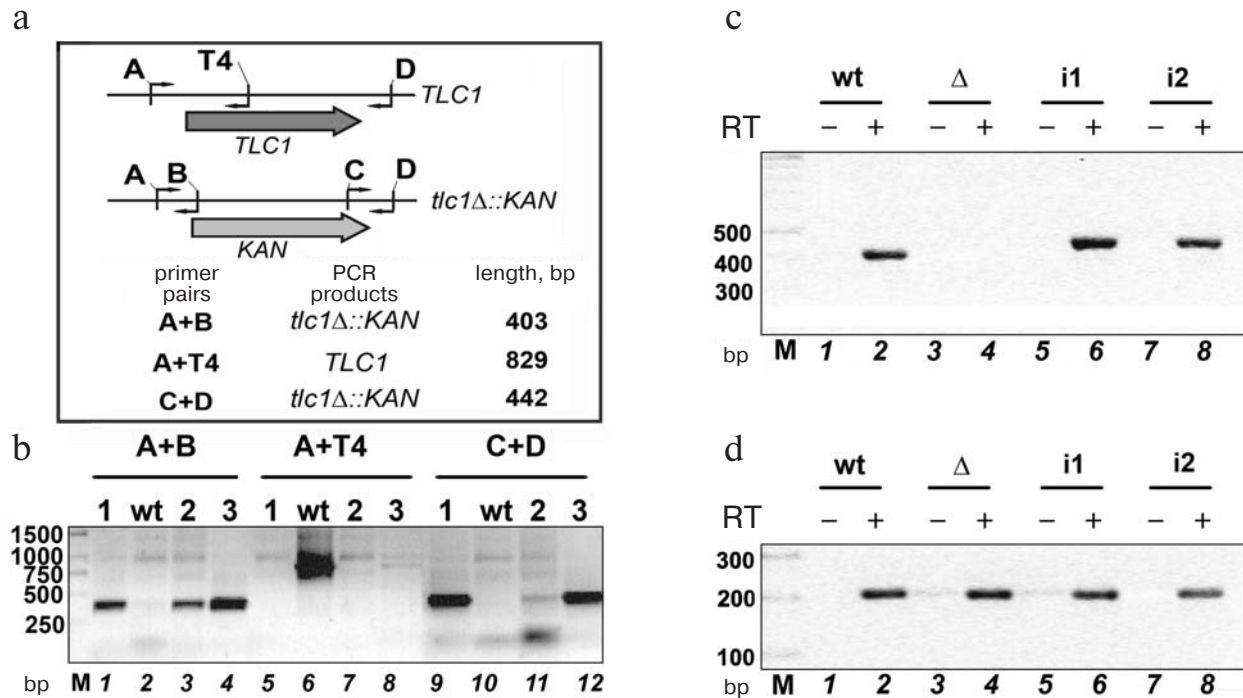 a
A T4 D
TLC1
TLC1
A B C D
tlc1Δ::KAN
KAN
primer pairs PCR products length, bp
A+B tlc1Δ::KAN 403
A+T4 TLC1 829
C+D tlc1Δ::KAN 442
b
A+B A+T4 C+D
1 wt 2 3 1 wt 2 3 1 wt 2 3
1500
1000
750
500
250
bp M 1 2 3 4 5 6 7 8 9 10 11 12
c
wt Δ i1 i2
RT – + – + – + – +
500
400
300
bp M 1 2 3 4 5 6 7 8
d
wt Δ i1 i2
RT – + – + – + – +
300
200
100
bp M 1 2 3 4 5 6 7 8